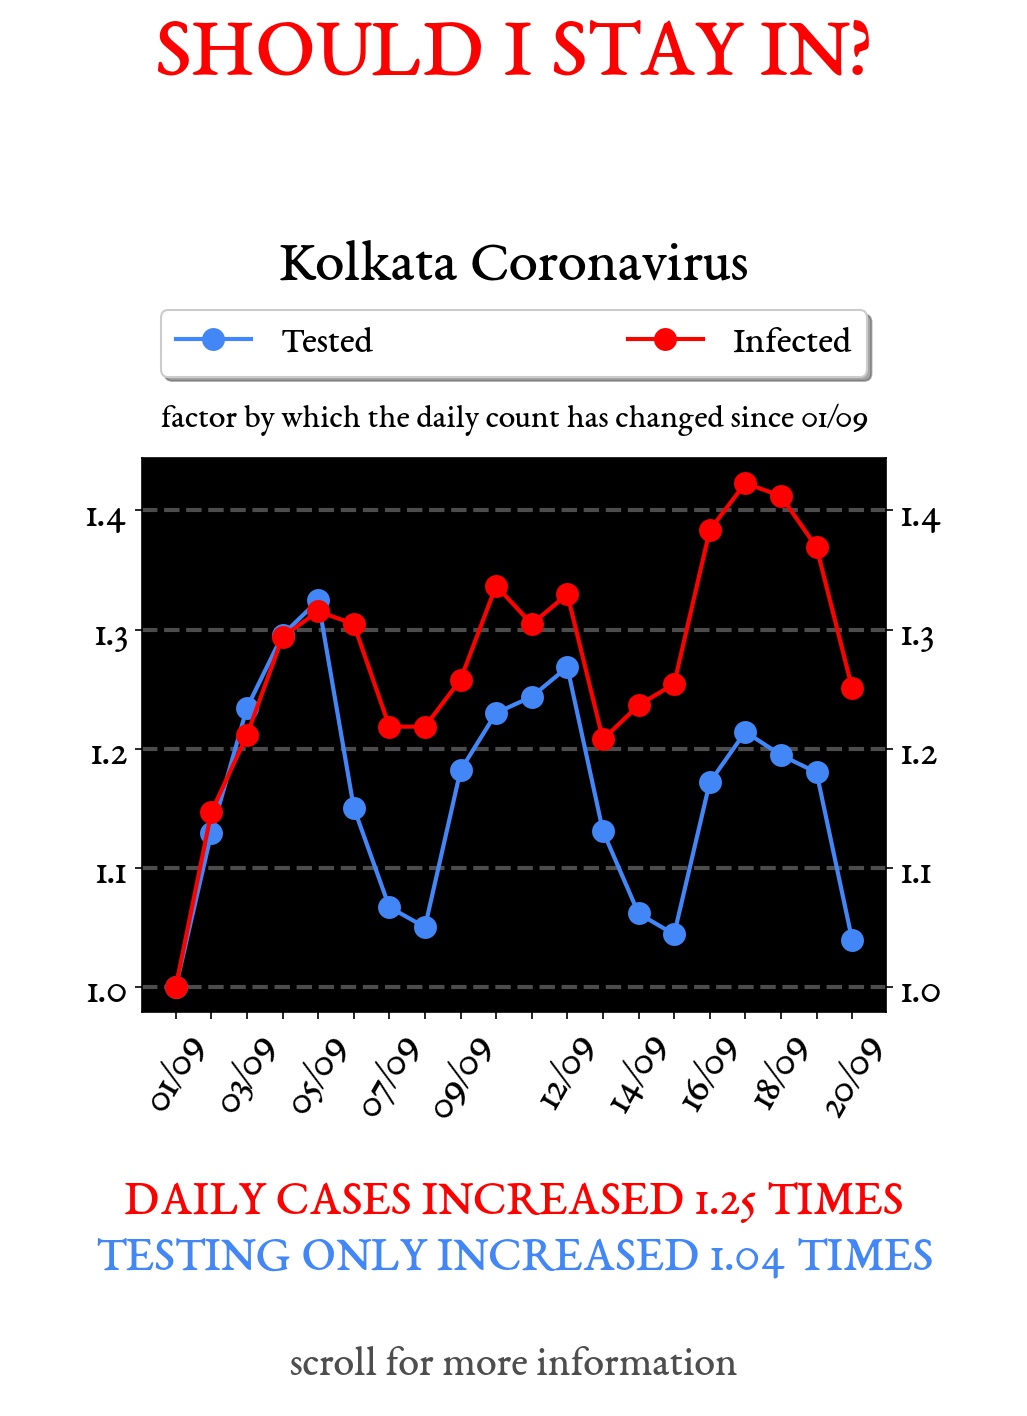 SHOULD I STAY IN?
Kolkata Coronavirus
Tested Infected
factor by which the daily count has changed since 01/09
1.4 1.4
1.3 1.3
1.2 1.2
1.1 1.1
1.0 1.0
01/09 03/09 05/09 07/09 09/09 12/09 14/09 16/09 18/09 20/09
DAILY CASES INCREASED 1.25 TIMES
TESTING ONLY INCREASED 1.04 TIMES
scroll for more information